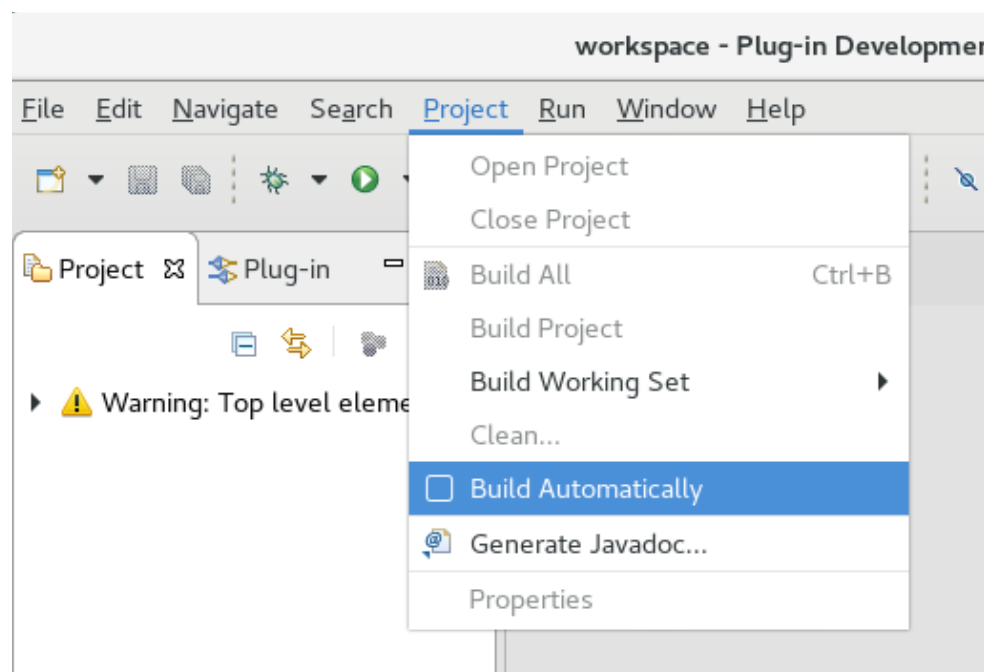 workspace - Plug-in Developmen
File Edit Navigate Search Project Run Window Help
Open Project
Close Project
Project Plug-in
Build All Ctrl+B
Build Project
Build Working Set
Warning: Top level eleme
Clean...
Build Automatically
Generate Javadoc...
Properties